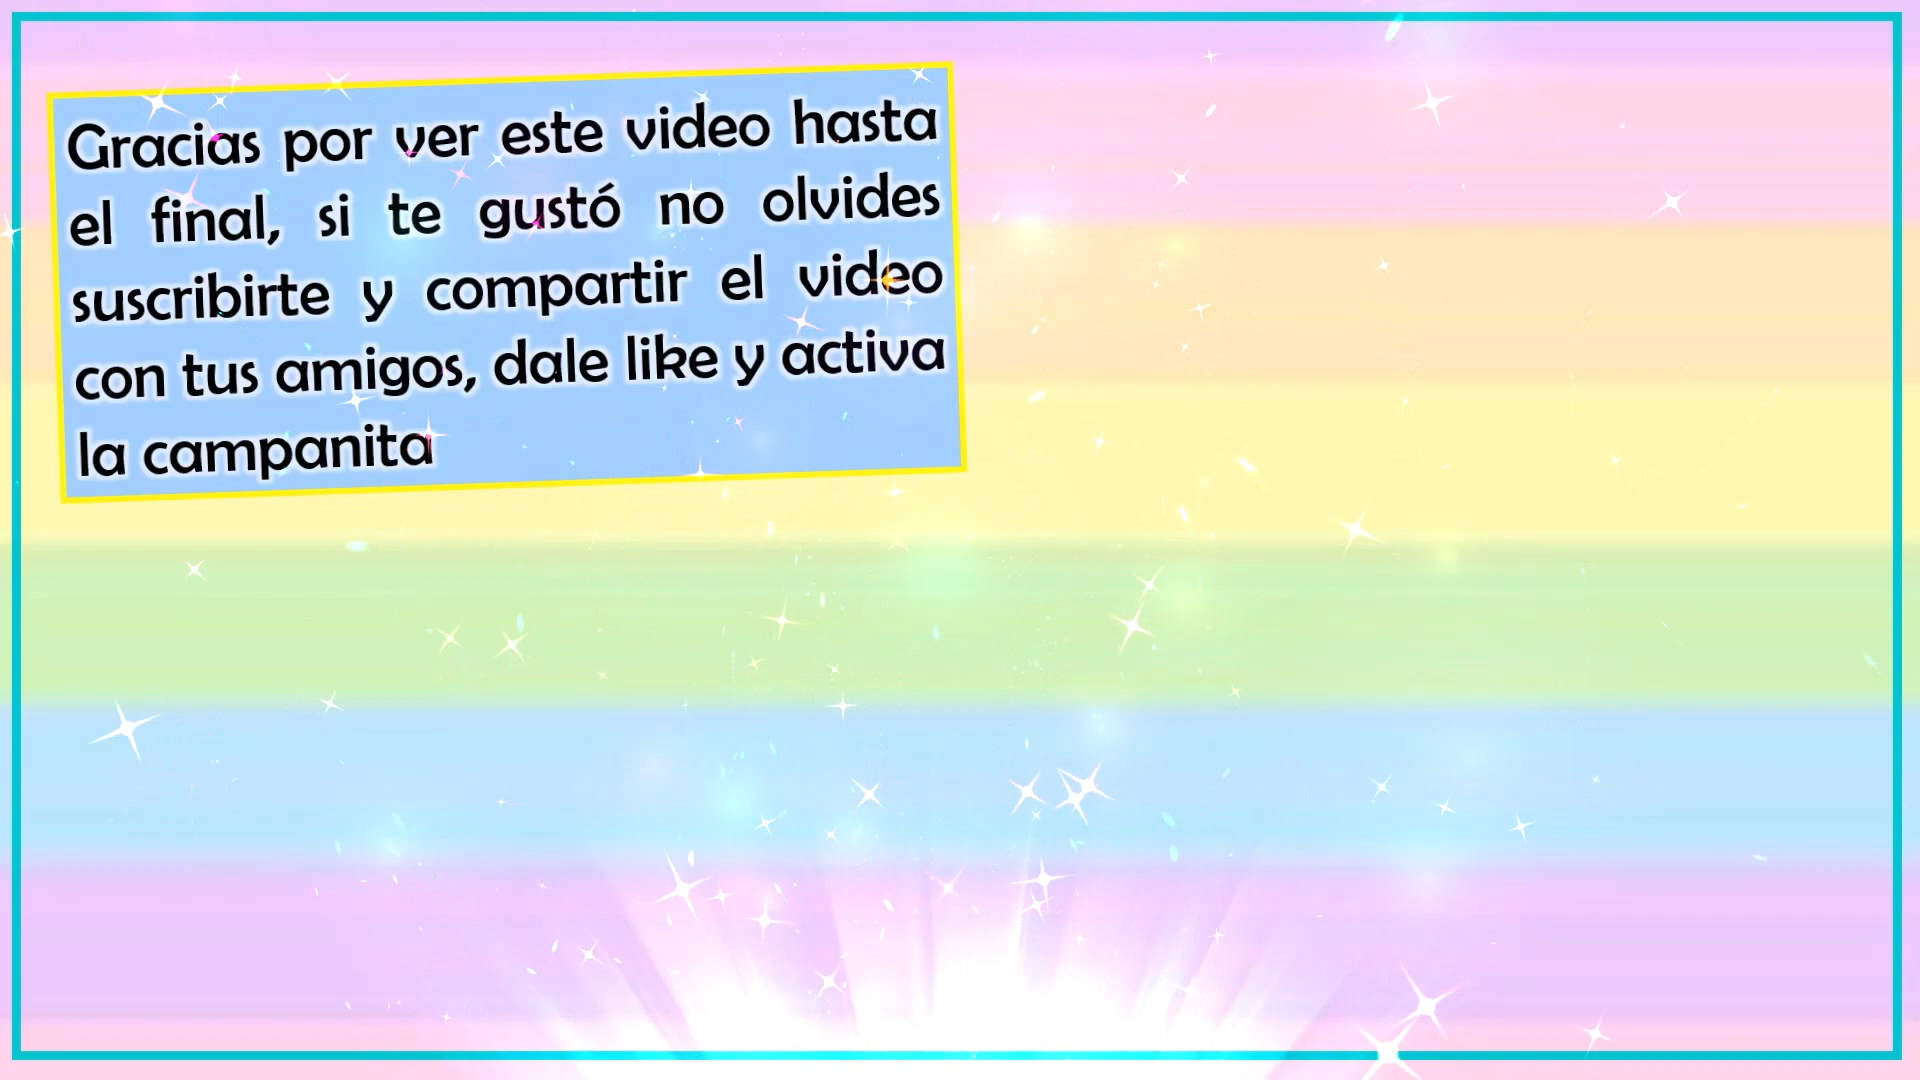 Gracias por ver este video hasta
el final, si te gustó no olvides
suscribirte y compartir el video
con tus amigos, dale like y activa
la campanita